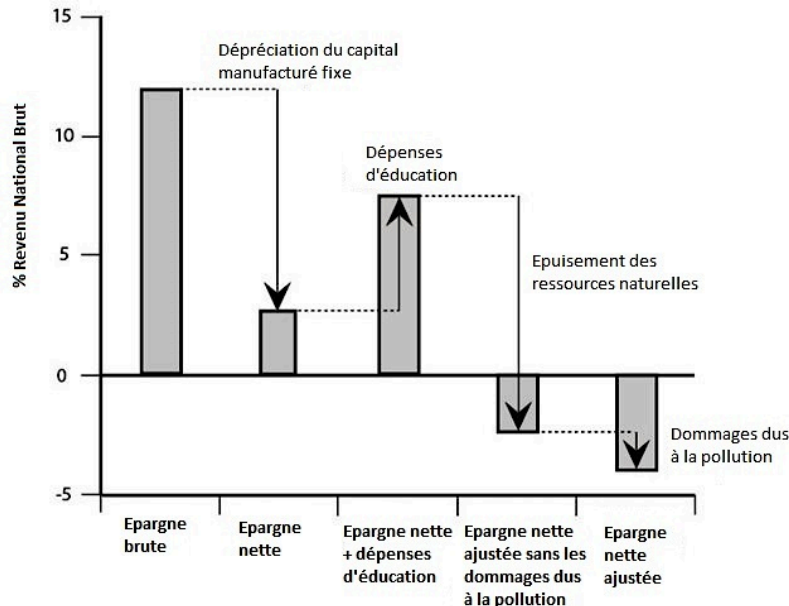 15
Dépréciation du capital
manufacturé fixe
10
Dépenses
d'éducation
% Revenu National Brut
5
Epuisement des
ressources naturelles
0
Dommages dus
à la pollution
-5
Epargne
brute
Epargne
nette
Epargne nette
+ dépenses
d'éducation
Epargne nette
ajustée sans les
dommages dus
à la pollution
Epargne
nette
ajustée